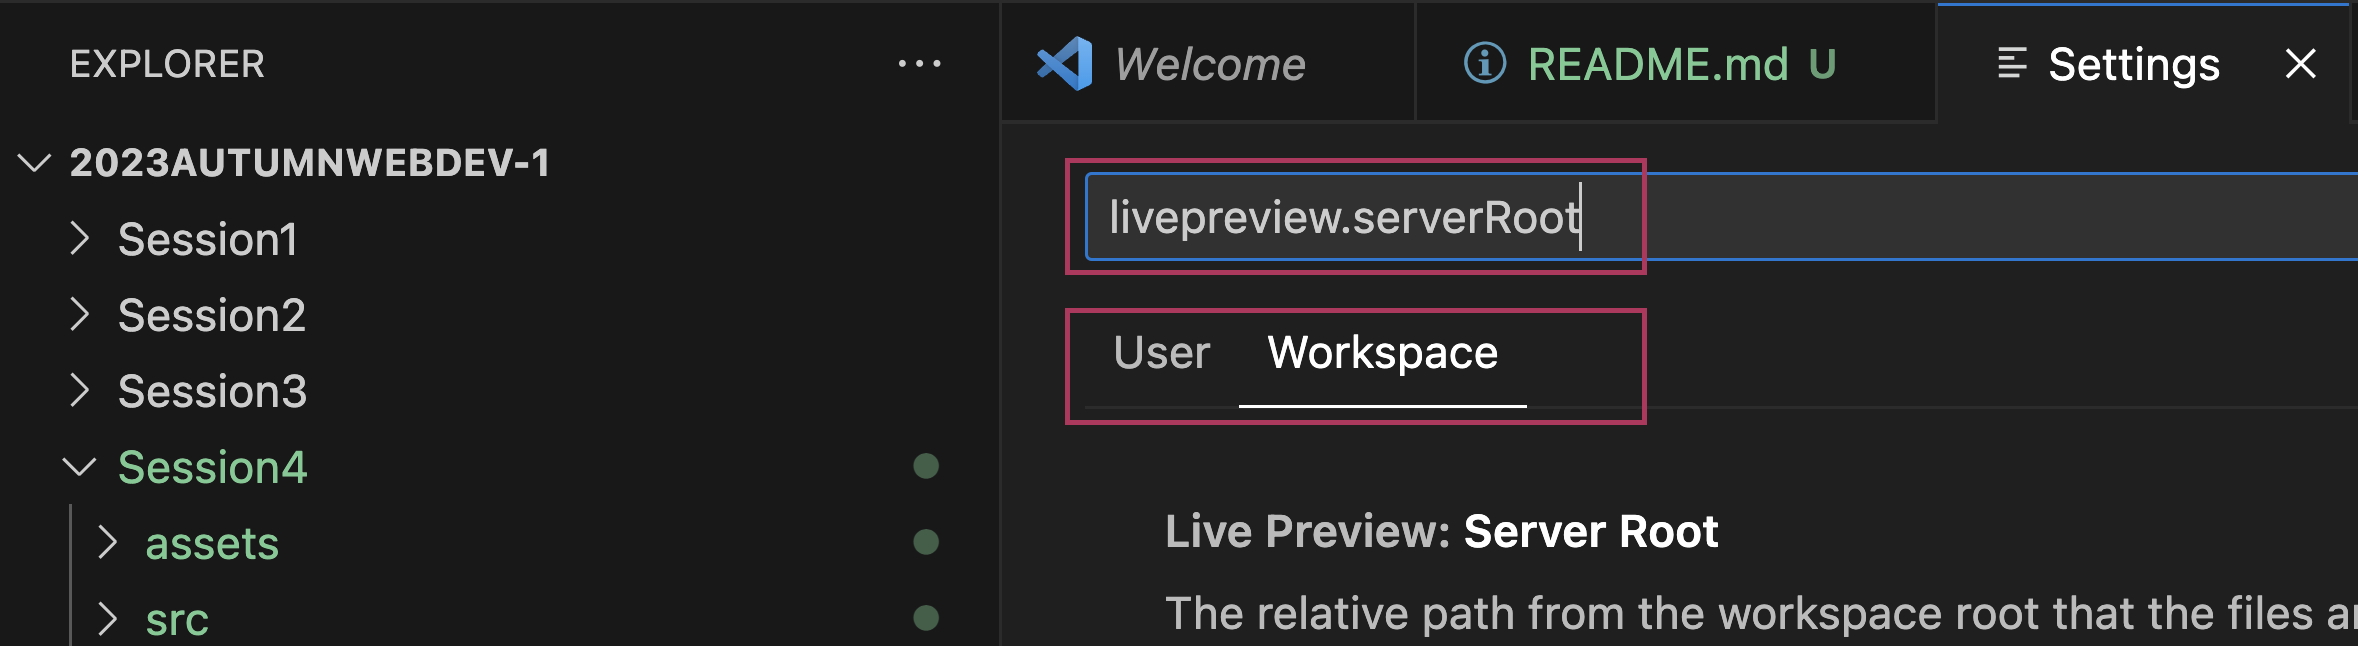 EXPLORER
2023AUTUMNWEBDEV-1
Session1
Session2
Session3
Session4
assets
src
Welcome
README.md U
Settings
livepreview.serverRoot
User Workspace
Live Preview: Server Root
The relative path from the workspace root that the files